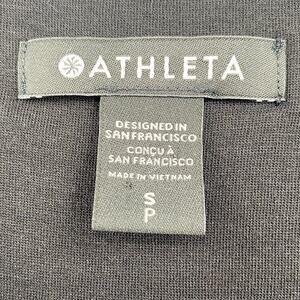 ATHLETA
DESIGNED IN
SAN FRANCISCO
CONÇU À
SAN FRANCISCO
MADE IN VIETNAM
S
P